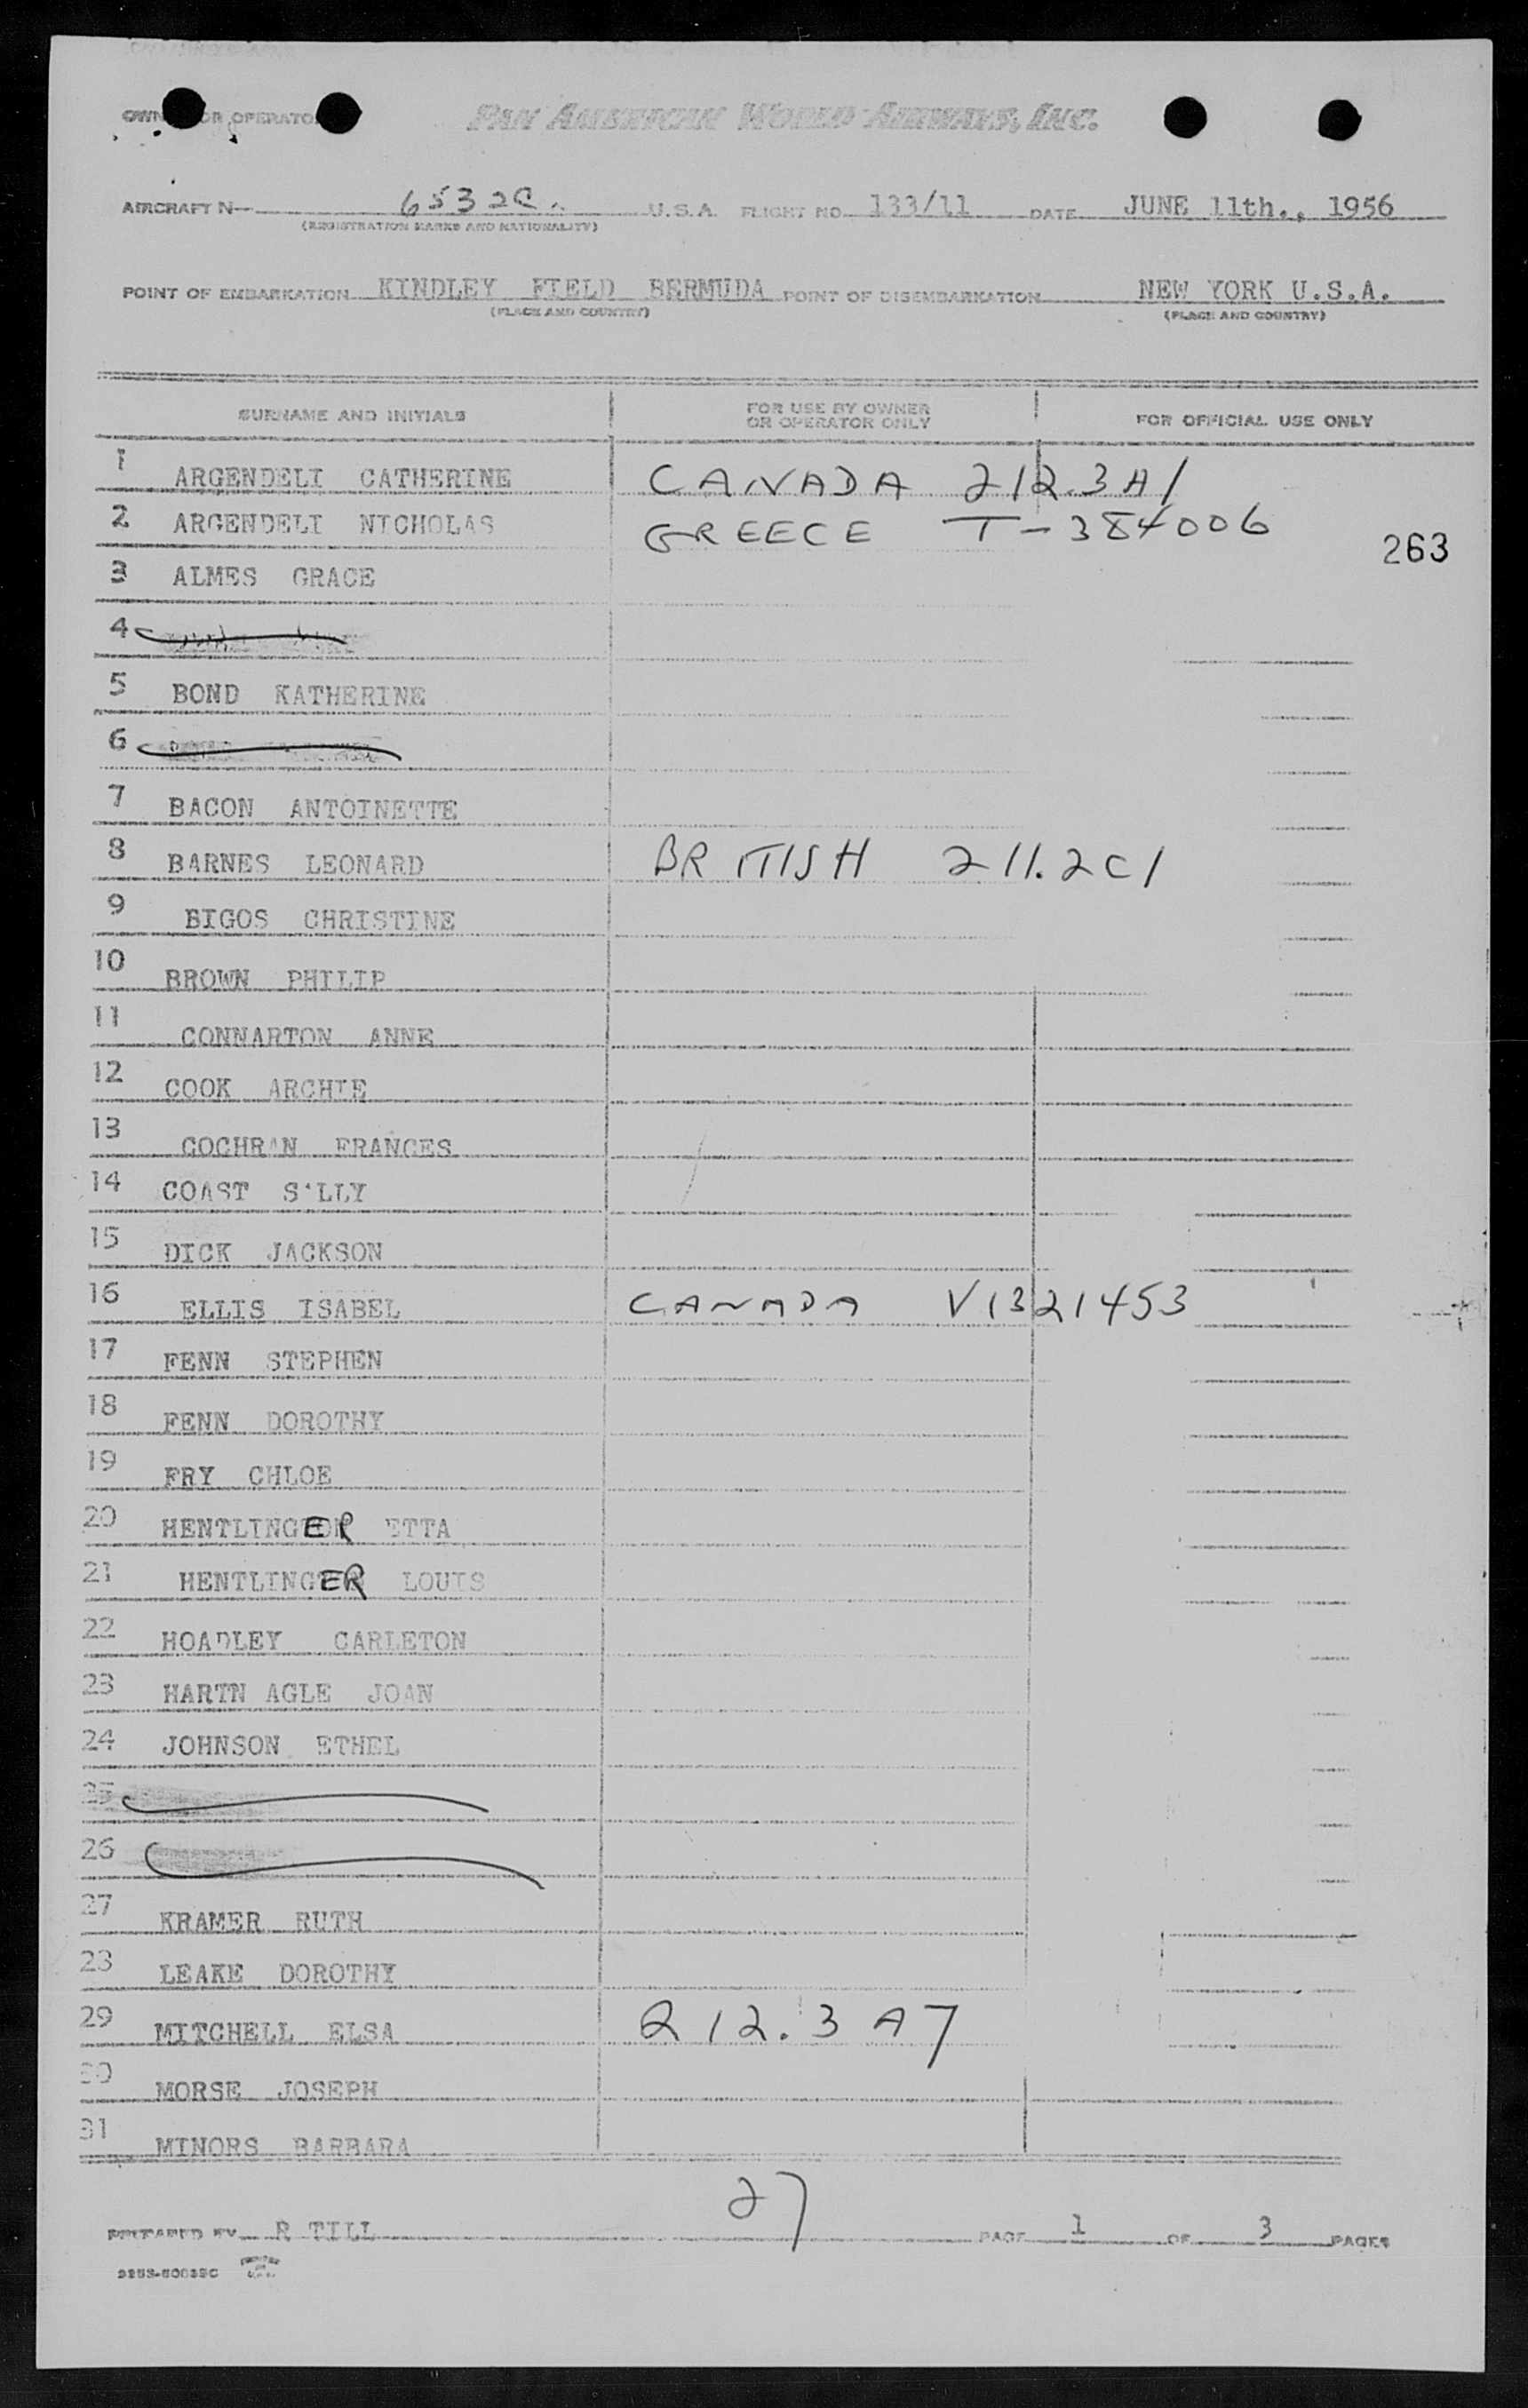 OWNER OR OPERATOR PAN AMERICAN WORLD AIRWAYS, INC.
AIRCRAFT N- 6532C. U.S.A. FLIGHT NO. 133/11 DATE JUNE 11th., 1956
(REGISTRATION MARKS AND NATIONALITY)
POINT OF EMBARKATION KINDLEY FIELD BERMUDA POINT OF DISEMBARKATION NEW YORK U.S.A.
(PLACE AND COUNTRY) (PLACE AND COUNTRY)
SURNAME AND INITIALS FOR USE BY OWNER OR OPERATOR ONLY FOR OFFICIAL USE ONLY
1 ARGENDELI CATHERINE CANADA 212.3A1
2 ARGENDELI NICHOLAS GREECE T-384006
263
3 ALMES GRACE
4
5 BOND KATHERINE
6
7 BACON ANTOINETTE
8 BARNES LEONARD BRITISH 211.2C1
9 BIGOS CHRISTINE
10 BROWN PHILIP
11 CONNARTON ANNE
12 COOK ARCHIE
13 COCHRAN FRANCES
14 COAST S'LLY
15 DICK JACKSON
16 ELLIS ISABEL CANADA V1321453
17 FENN STEPHEN
18 FENN DOROTHY
19 FRY CHLOE
20 HENTLINGER ETTA
21 HENTLINGER LOUIS
22 HOADLEY CARLETON
23 HARTN AGLE JOAN
24 JOHNSON ETHEL
25
26
27 KRAMER RUTH
28 LEAKE DOROTHY
29 MITCHELL ELSA 212.3A7
30 MORSE JOSEPH
31 MINORS BARBARA
27
PREPARED BY R TILL PAGE 1 OF 3 PAGES